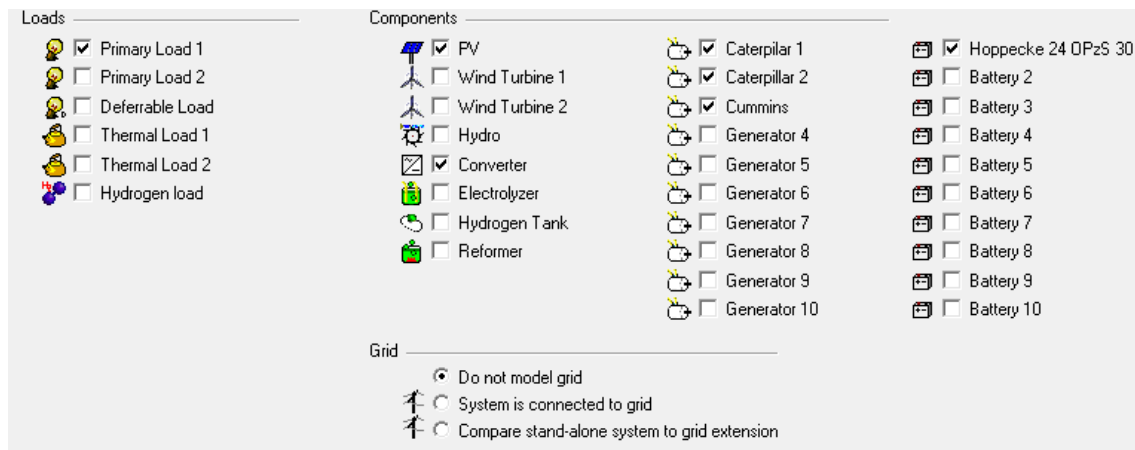 Loads
Primary Load 1
Primary Load 2
Deferrable Load
Thermal Load 1
Thermal Load 2
Hydrogen load
Components
PV
Wind Turbine 1
Wind Turbine 2
Hydro
Converter
Electrolyzer
Hydrogen Tank
Reformer
Caterpilar 1
Caterpillar 2
Cummins
Generator 4
Generator 5
Generator 6
Generator 7
Generator 8
Generator 9
Generator 10
Hoppecke 24 OPzS 30
Battery 2
Battery 3
Battery 4
Battery 5
Battery 6
Battery 7
Battery 8
Battery 9
Battery 10
Grid
Do not model grid
System is connected to grid
Compare stand-alone system to grid extension